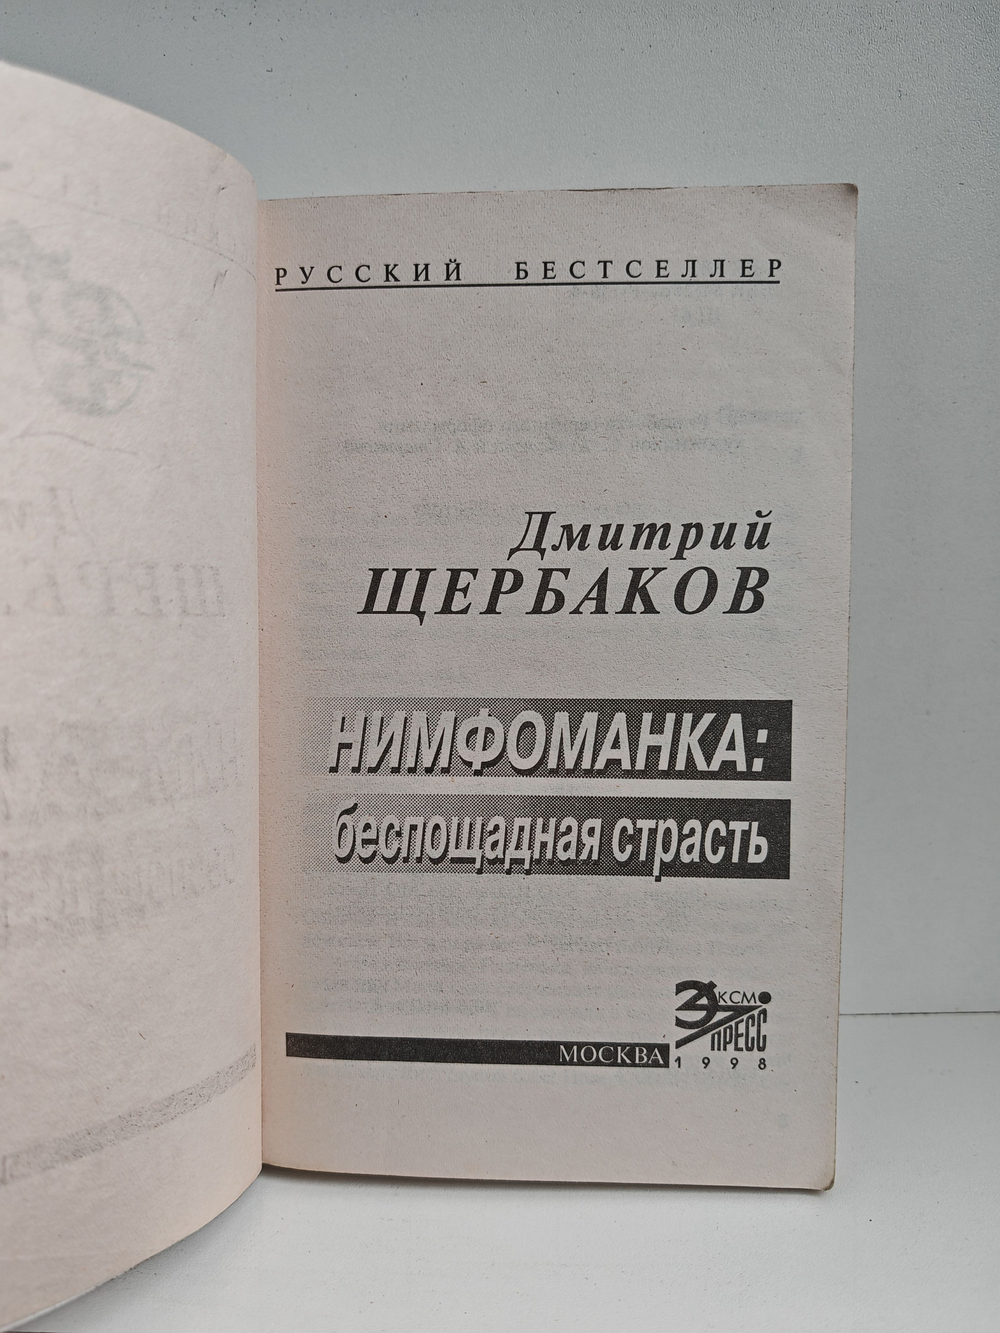 РУССКИЙ БЕСТСЕЛЛЕР
Дмитрий
ЩЕРБАКОВ
НИМФОМАНКА:
беспощадная страсть
ЭКСМО
ПРЕСС
МОСКВА
1998